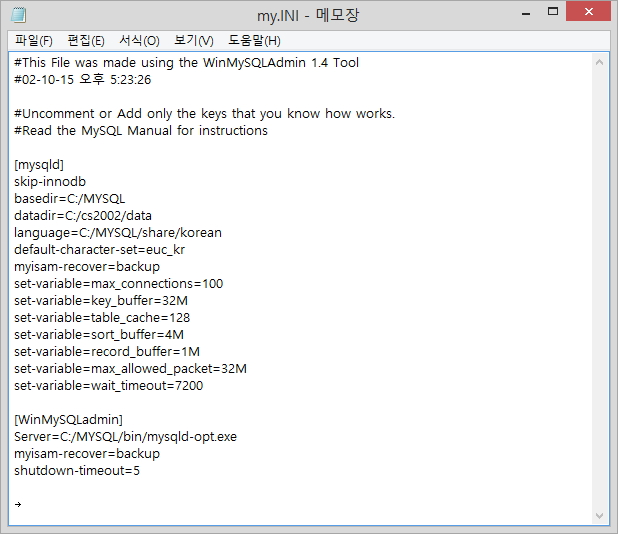 my.INI - 메모장
파일(F) 편집(E) 서식(O) 보기(V) 도움말(H)
#This File was made using the WinMySQLAdmin 1.4 Tool
#02-10-15 오후 5:23:26
#Uncomment or Add only the keys that you know how works.
#Read the MySQL Manual for instructions
[mysqld]
skip-innodb
basedir=C:/MYSQL
datadir=C:/cs2002/data
language=C:/MYSQL/share/korean
default-character-set=euc_kr
myisam-recover=backup
set-variable=max_connections=100
set-variable=key_buffer=32M
set-variable=table_cache=128
set-variable=sort_buffer=4M
set-variable=record_buffer=1M
set-variable=max_allowed_packet=32M
set-variable=wait_timeout=7200
[WinMySQLadmin]
Server=C:/MYSQL/bin/mysqld-opt.exe
myisam-recover=backup
shutdown-timeout=5
→